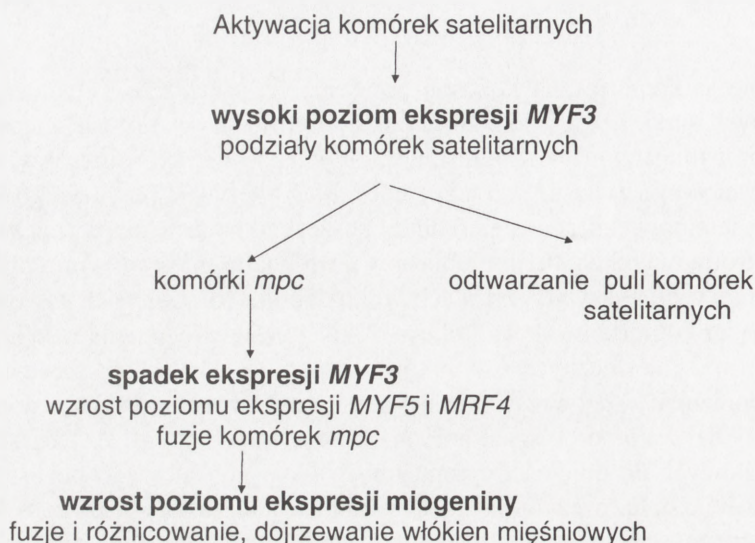 Aktywacja komórek satelitarnych
wysoki poziom ekspresji MYF3
podziały komórek satelitarnych
komórki mpc
odtwarzanie puli komórek
satelitarnych
spadek ekspresji MYF3
wzrost poziomu ekspresji MYF5 i MRF4
fuzje komórek mpc
wzrost poziomu ekspresji miogeniny
fuzje i różnicowanie, dojrzewanie włókien mięśniowych